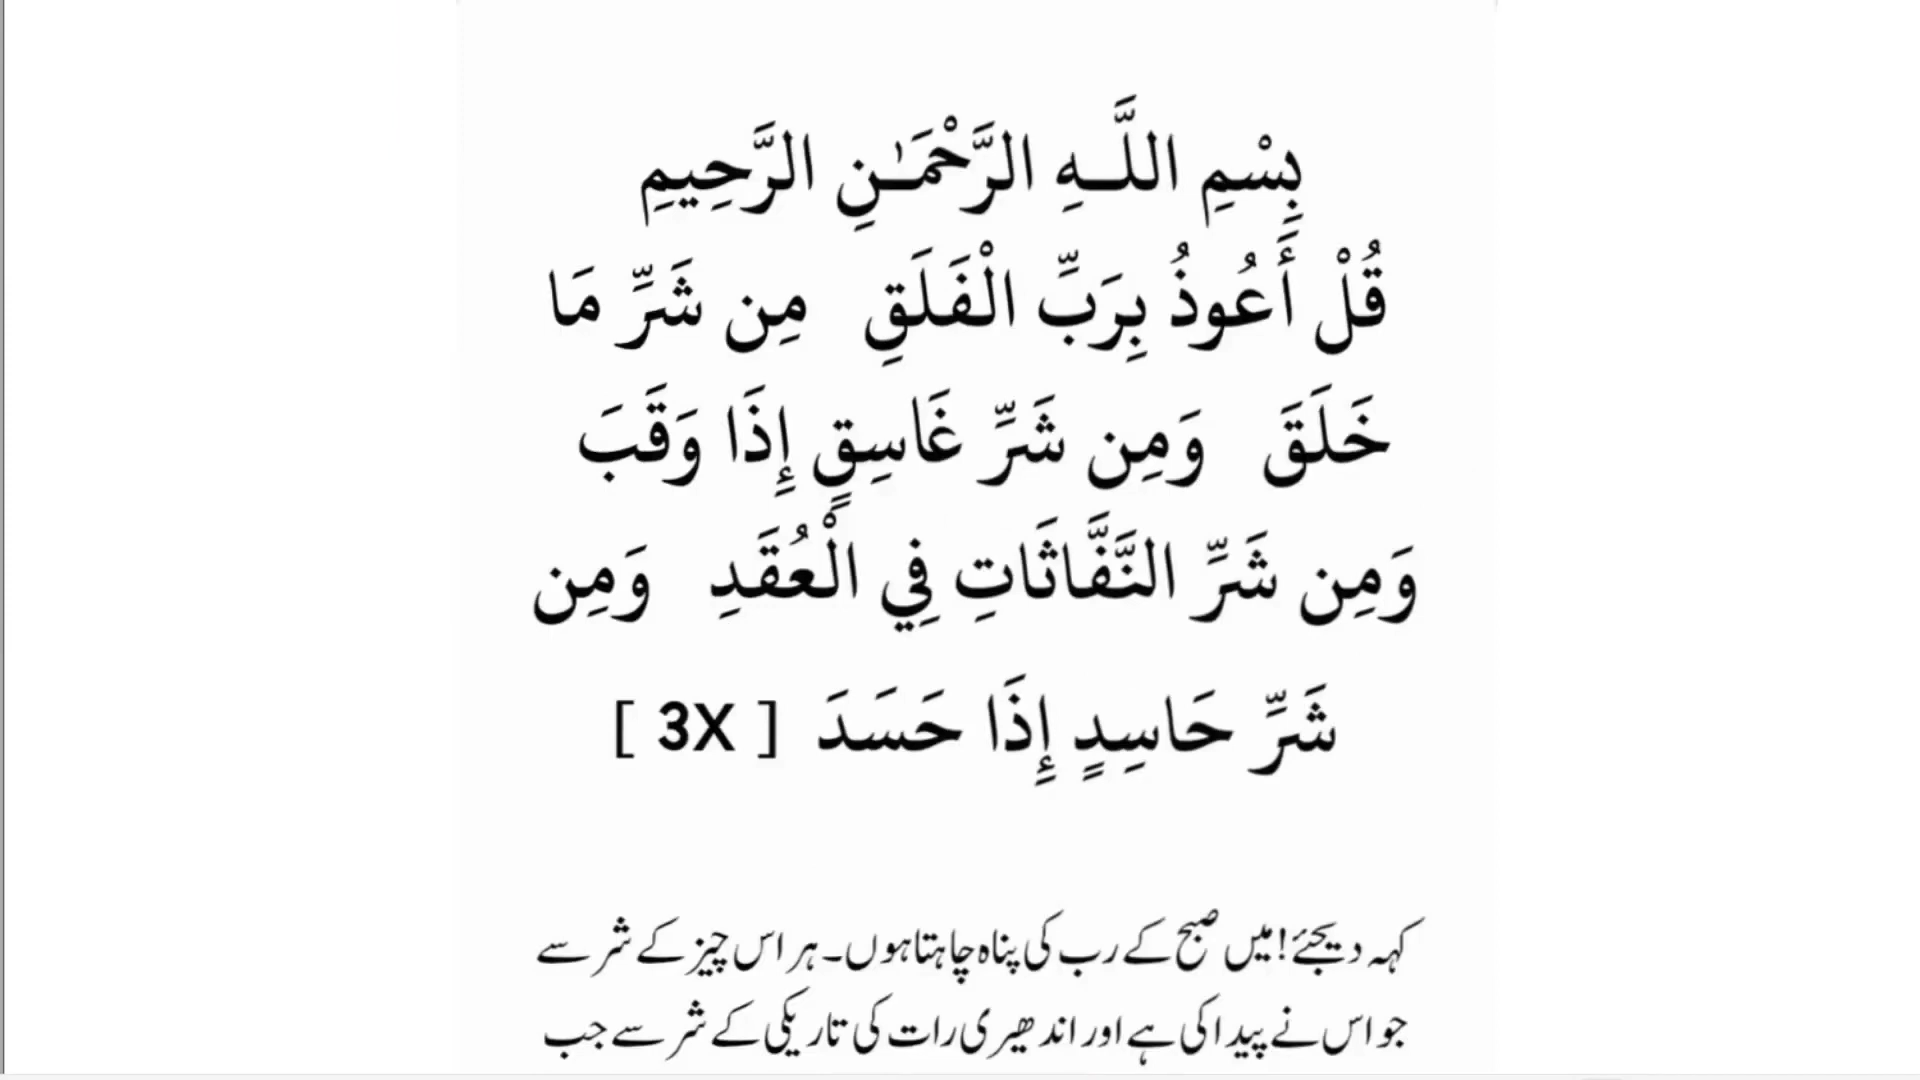 بِسْمِ اللَّـهِ الرَّحْمَـٰنِ الرَّحِيمِ
قُلْ أَعُوذُ بِرَبِّ الْفَلَقِ مِن شَرِّ مَا
خَلَقَ وَمِن شَرِّ غَاسِقٍ إِذَا وَقَبَ
وَمِن شَرِّ النَّفَّاثَاتِ فِي الْعُقَدِ وَمِن
شَرِّ حَاسِدٍ إِذَا حَسَدَ [ 3X ]
کہہ دیجئے! میں صبح کے رب کی پناہ چاہتا ہوں۔ ہر اس چیز کے شر سے
جو اس نے پیدا کی ہے اور اندھیری رات کی تاریکی کے شر سے جب